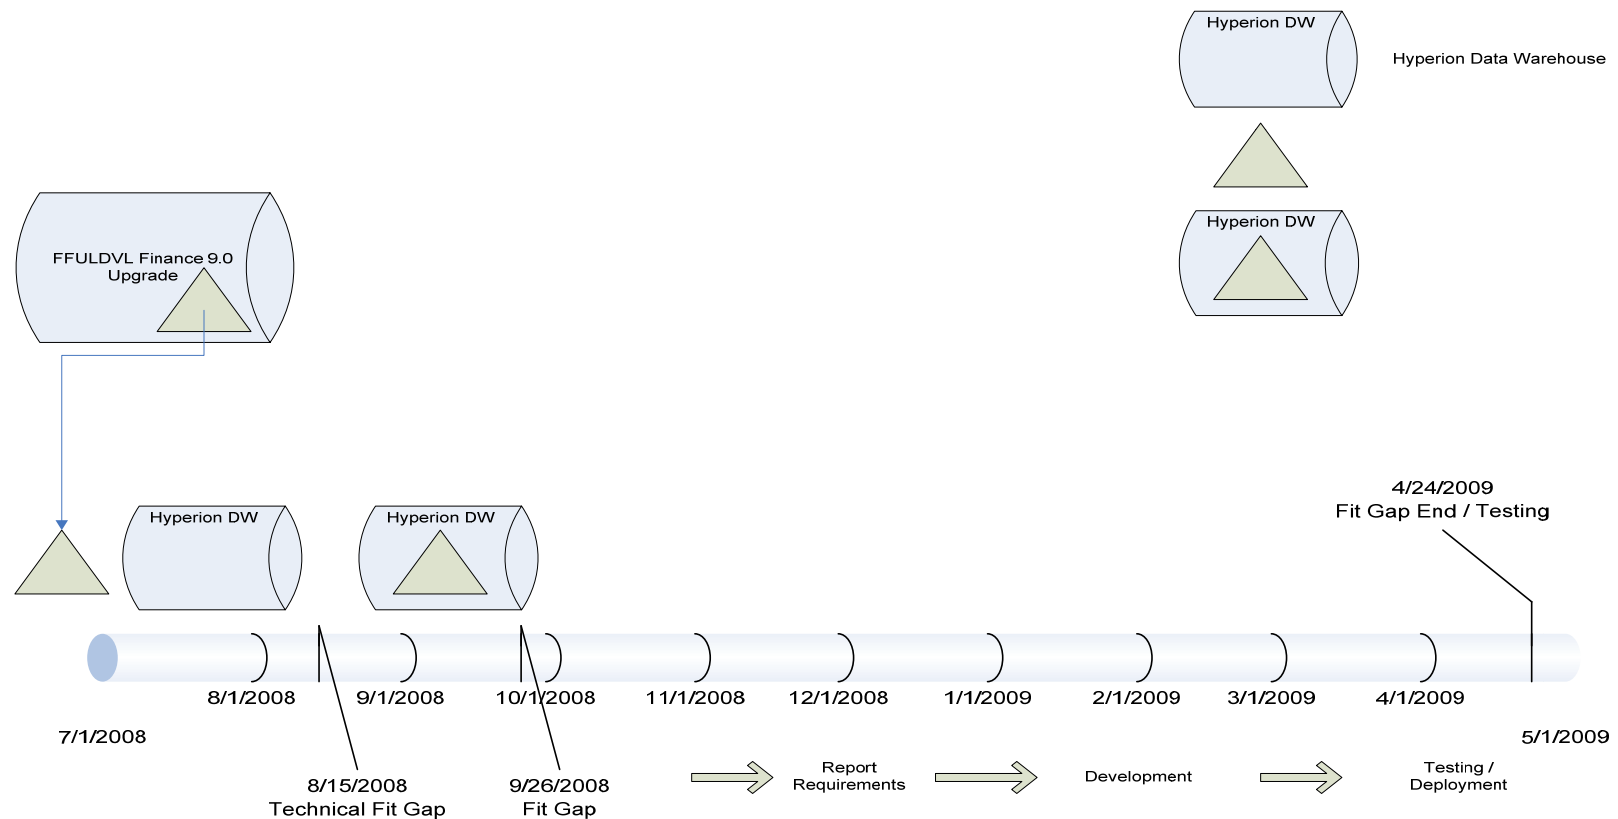 Hyperion DW
Hyperion Data Warehouse
Hyperion DW
FFULDVL Finance 9.0
Upgrade
4/24/2009
Fit Gap End / Testing
Hyperion DW
Hyperion DW
8/1/2008
9/1/2008
10/1/2008
11/1/2008
12/1/2008
1/1/2009
2/1/2009
3/1/2009
4/1/2009
7/1/2008
5/1/2009
8/15/2008
Technical Fit Gap
9/26/2008
Fit Gap
Report
Requirements
Development
Testing /
Deployment